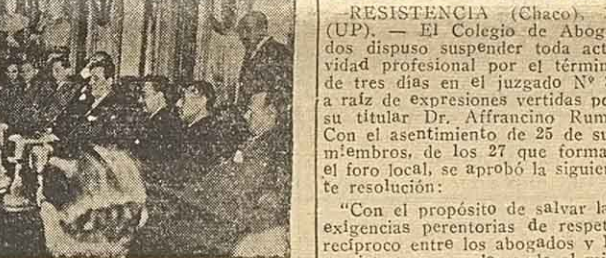 RESISTENCIA (Chaco),
(UP). — El Colegio de Abog
dos dispuso suspender toda act
vidad profesional por el términ
de tres días en el juzgado Nº
a raíz de expresiones vertidas po
su titular Dr. Affrancino Rum
Con el asentimiento de 25 de su
miembros, de los 27 que forma
el foro local, se aprobó la siguien
te resolución:
"Con el propósito de salvar la
exigencias perentorias de respet
recíproco entre los abogados y